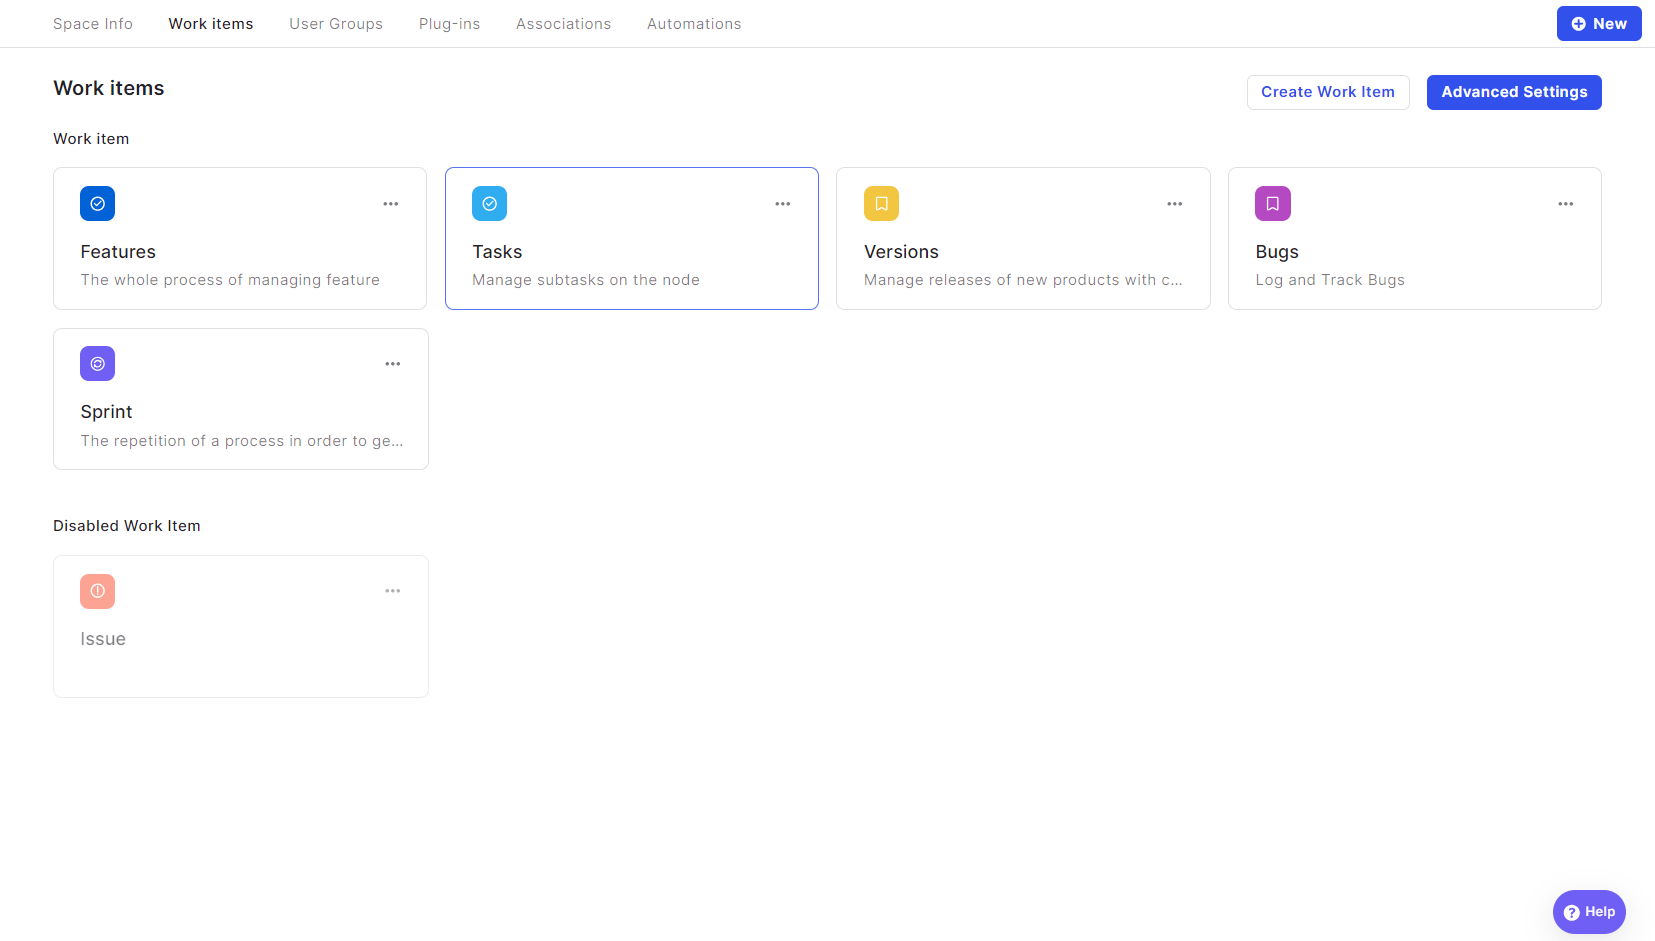 Space Info
Work items
User Groups
Plug-ins
Associations
Automations
New
Work items
Create Work Item
Advanced Settings
Work item
Features
The whole process of managing feature
Tasks
Manage subtasks on the node
Versions
Manage releases of new products with c...
Bugs
Log and Track Bugs
Sprint
The repetition of a process in order to ge...
Disabled Work Item
Issue
Help